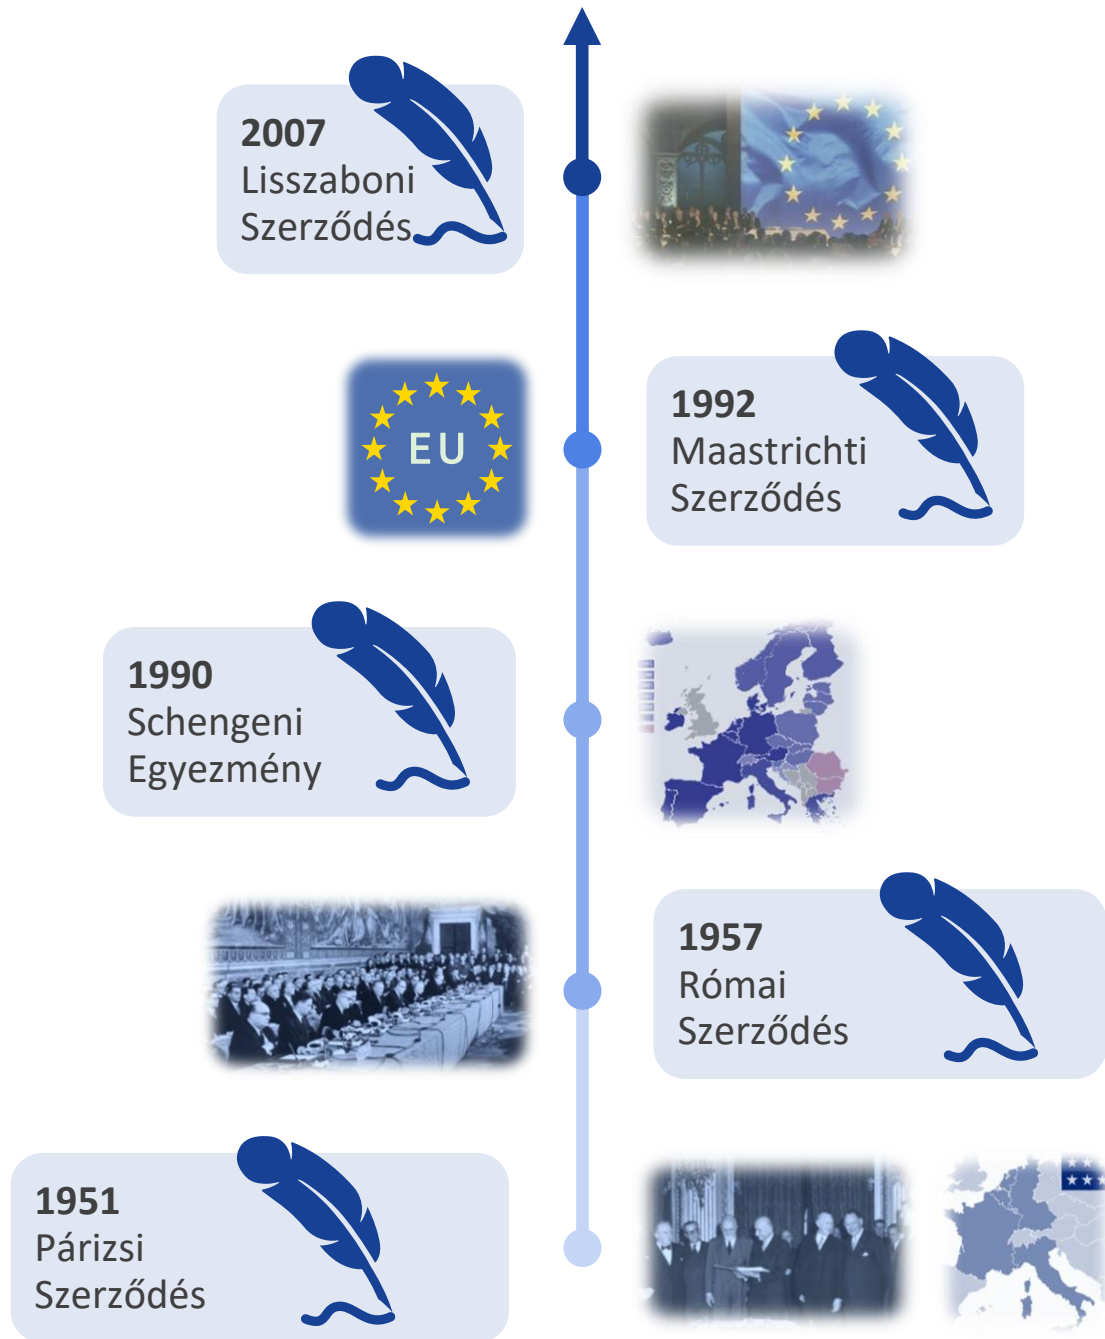 2007
Lisszaboni
Szerződés
EU
1992
Maastrichti
Szerződés
1990
Schengeni
Egyezmény
1957
Római
Szerződés
1951
Párizsi
Szerződés